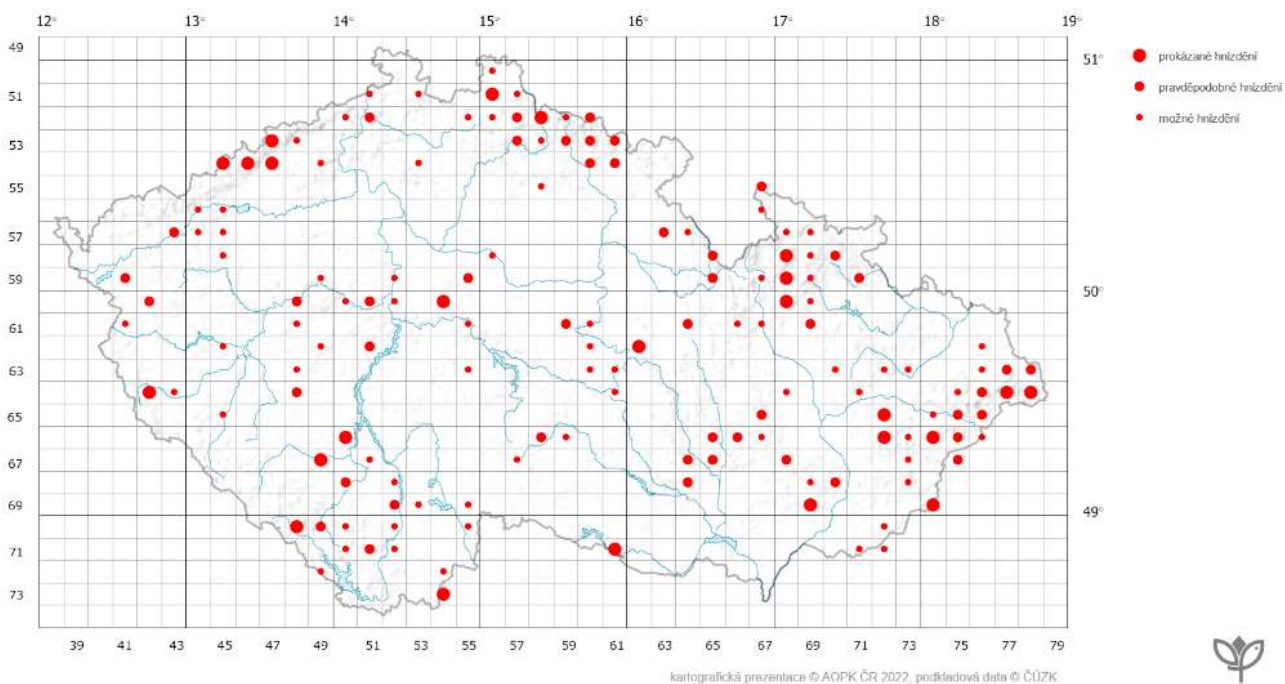 12° 13° 14° 15° 16° 17° 18° 19°
49
51°
prokázané hnízdění
51
pravděpodobné hnízdění
možné hnízdění
53
55
57
59
50°
61
63
65
67
69
49°
71
73
39 41 43 45 47 49 51 53 55 57 59 61 63 65 67 69 71 73 75 77 79
kartografická prezentace © AOPK ČR 2022, podkladová data © ČÚZK